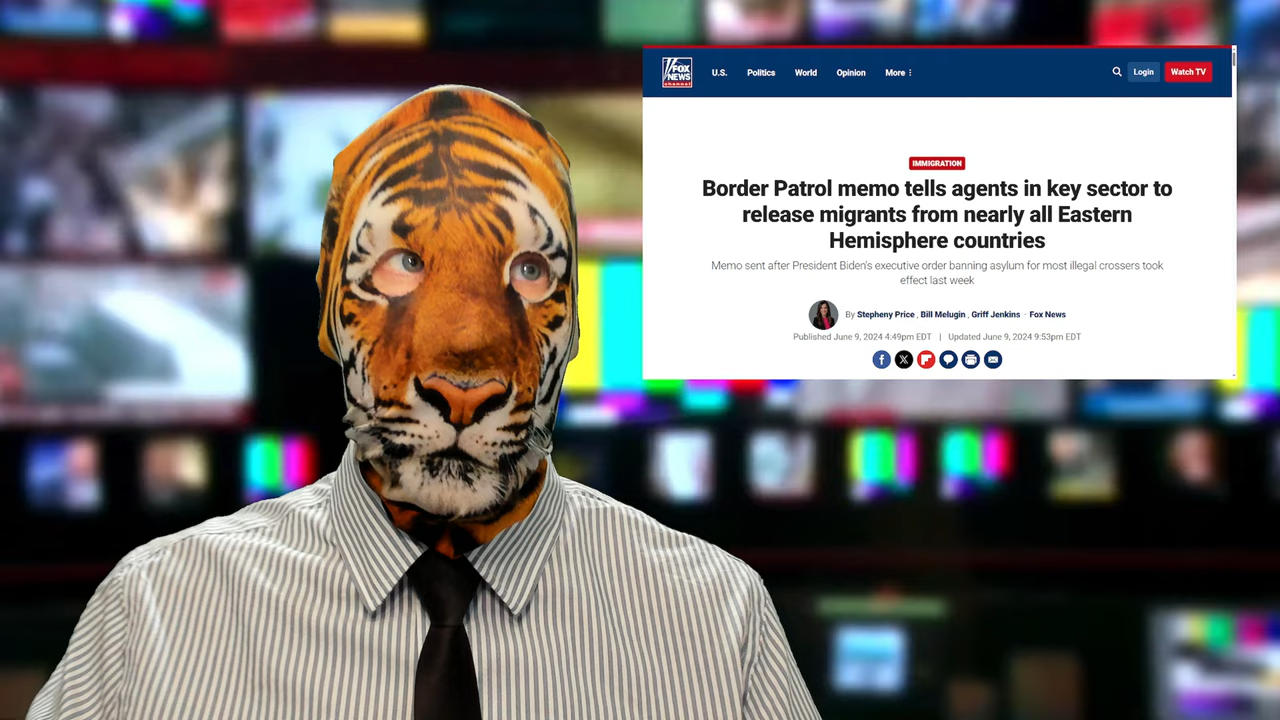 FOX
NEWS
channel
U.S. Politics World Opinion More Login Watch TV
IMMIGRATION
Border Patrol memo tells agents in key sector to
release migrants from nearly all Eastern
Hemisphere countries
Memo sent after President Biden's executive order banning asylum for most illegal crossers took
effect last week
By Stepheny Price , Bill Melugin , Griff Jenkins · Fox News
Published June 9, 2024 4:49pm EDT | Updated June 9, 2024 9:53pm EDT